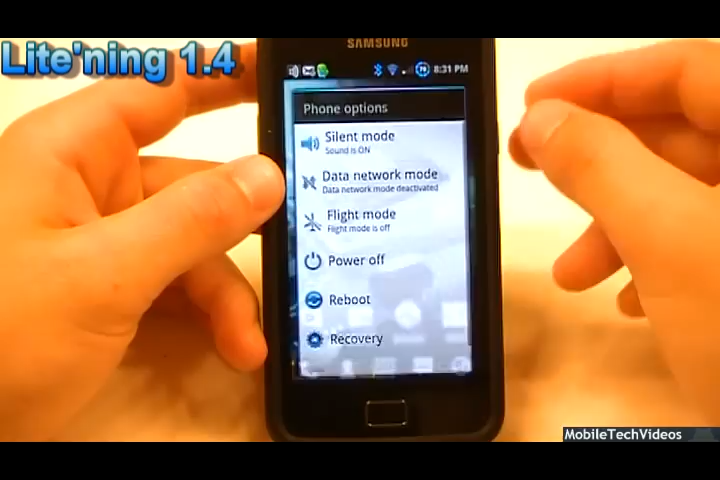 Lite'ning 1.4
SAMSUNG
8:31 PM
Phone options
Silent mode
Sound is ON
Data network mode
Data network mode deactivated
Flight mode
Flight mode is off
Power off
Reboot
Recovery
MobileTechVideos